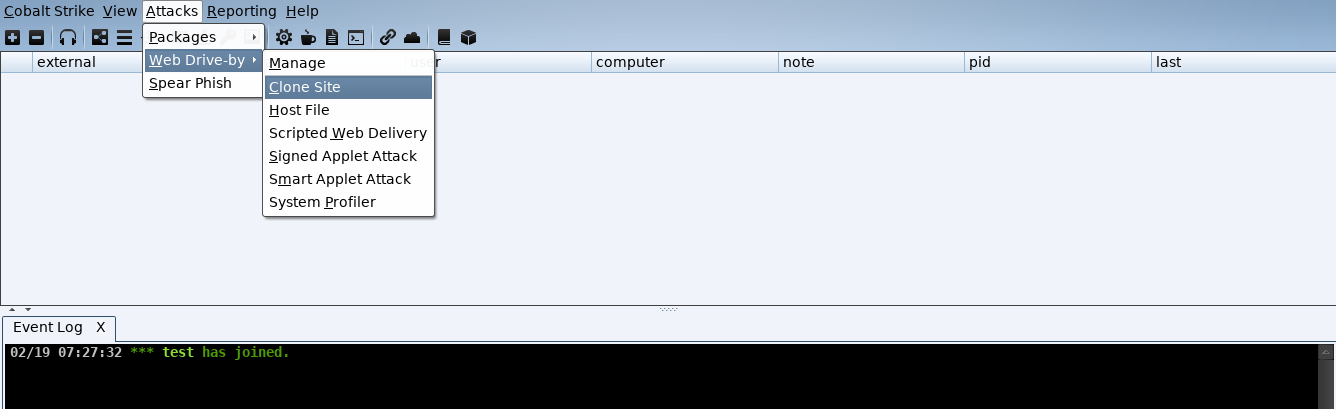 Cobalt Strike View Attacks Reporting Help
Packages
Web Drive-by
Spear Phish
Manage
Clone Site
Host File
Scripted Web Delivery
Signed Applet Attack
Smart Applet Attack
System Profiler
external user computer note pid last
Event Log X
02/19 07:27:32 *** test has joined.